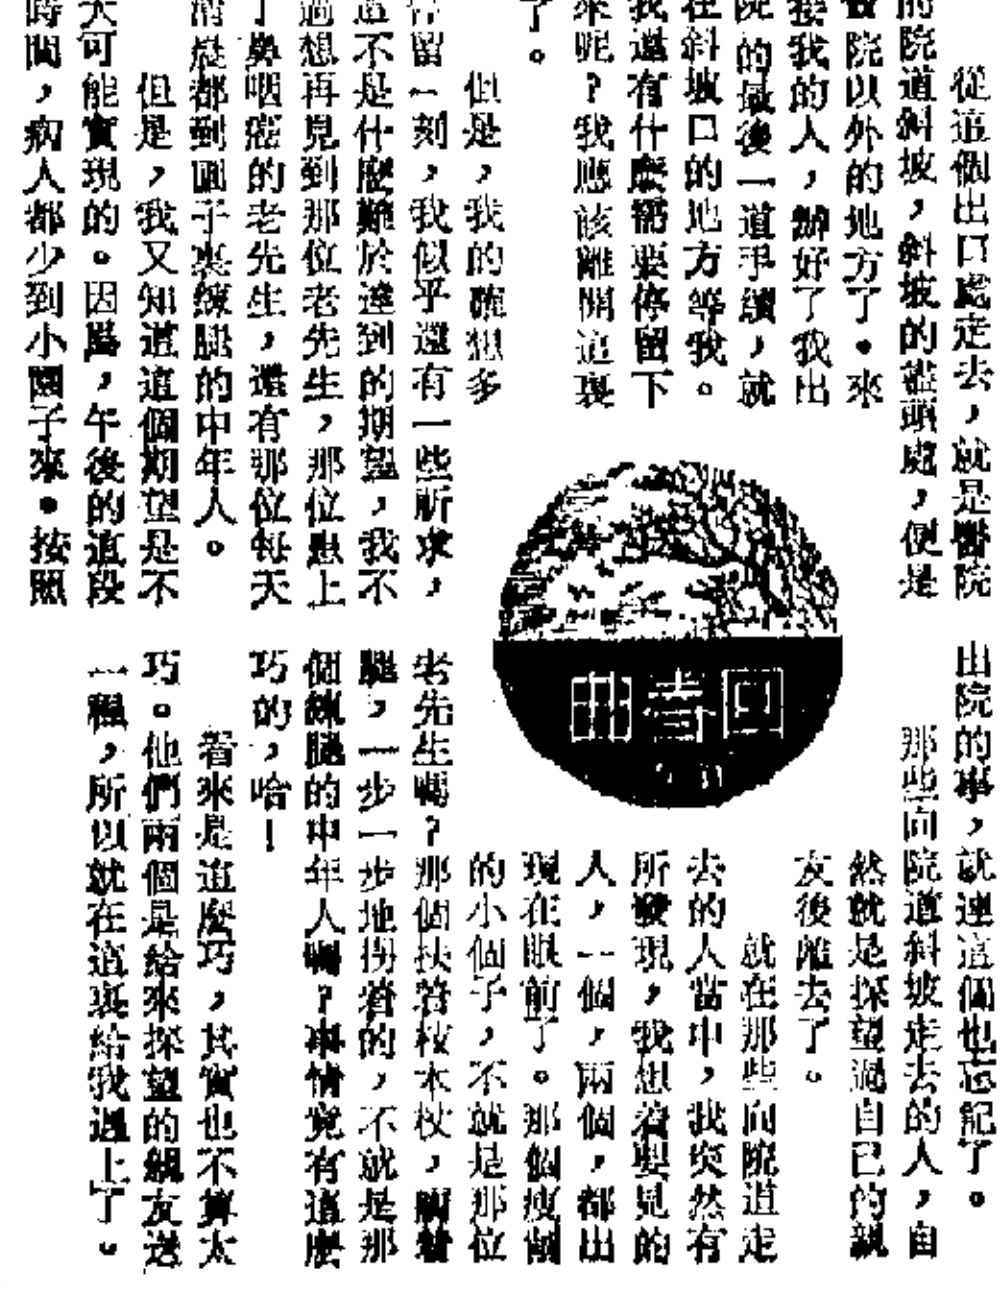 從這個出口處走去，就是醫院
的院道斜坡，斜坡的盡頭處，便是
醫院以外的地方了。來
接我的人，辦好了我出
院的最後一道手續，就
在斜坡口的地方等我。
我還有什麼需要停留下
來呢？我應該離開這裏
了。
但是，我的確想多
留一刻，我似乎還有一些所求，
這不是什麼難於達到的期望，我不
過想再見到那位老先生，那位患上
了鼻咽癌的老先生，還有那位每天
清晨都到園子裏練腿的中年人。
但是，我又知道這個期望是不
大可能實現的。因爲，午後的這段
時間，病人都少到小園子來。按照
出院的事，就連這個也忘記了。
那些向院道斜坡走去的人，自
然就是探望過自己的親
友後離去了。
就在那些向院道走
去的人當中，我突然有
所發現，我想着要見的
人，一個，兩個，都出
現在眼前了。那個瘦削
的小個子，不就是那位
老先生嗎？那個扶着枝木杖，瘸着
腿，一步一步地拐着的，不就是那
個練腿的中年人嗎？事情竟有這麼
巧的，哈！
看來是這麼巧，其實也不算太
巧。他們兩個是給來探望的親友送
一程，所以就在這裏給我遇上了。